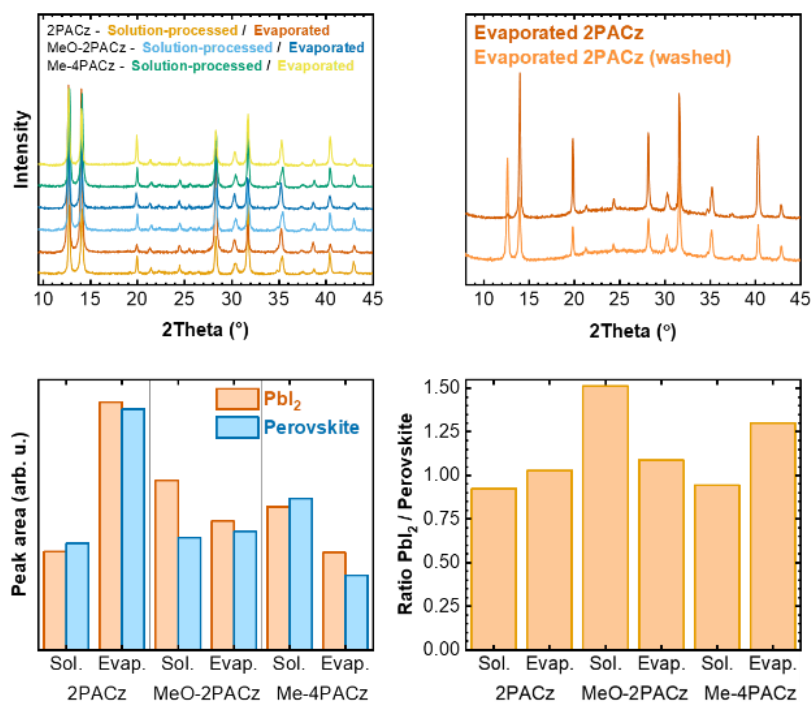 2PACz - Solution-processed / Evaporated
MeO-2PACz - Solution-processed / Evaporated
Me-4PACz - Solution-processed / Evaporated
Intensity
10 15 20 25 30 35 40 45
2Theta (°)
Evaporated 2PACz
Evaporated 2PACz (washed)
10 15 20 25 30 35 40 45
2Theta (°)
PbI₂
Perovskite
Peak area (arb. u.)
Sol. Evap. Sol. Evap. Sol. Evap.
2PACz MeO-2PACz Me-4PACz
Ratio PbI₂ / Perovskite
1.50
1.25
1.00
0.75
0.50
0.25
0.00
Sol. Evap. Sol. Evap. Sol. Evap.
2PACz MeO-2PACz Me-4PACz